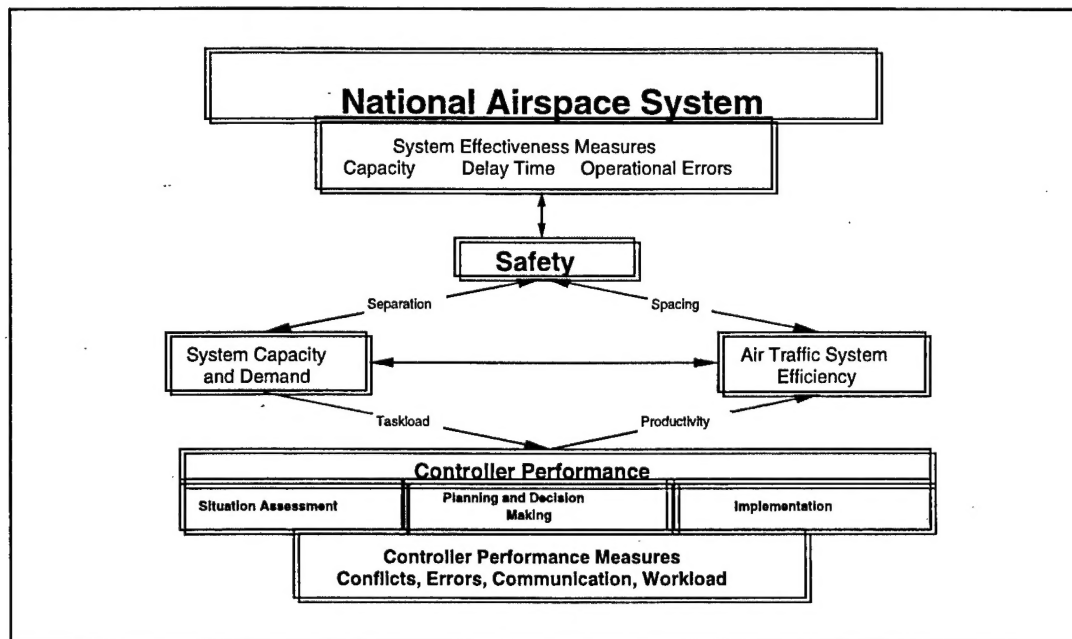 National Airspace System
System Effectiveness Measures
Capacity Delay Time Operational Errors
Safety
Separation Spacing
System Capacity
and Demand
Air Traffic System
Efficiency
Taskload Productivity
Controller Performance
Situation Assessment
Planning and Decision
Making
Implementation
Controller Performance Measures
Conflicts, Errors, Communication, Workload